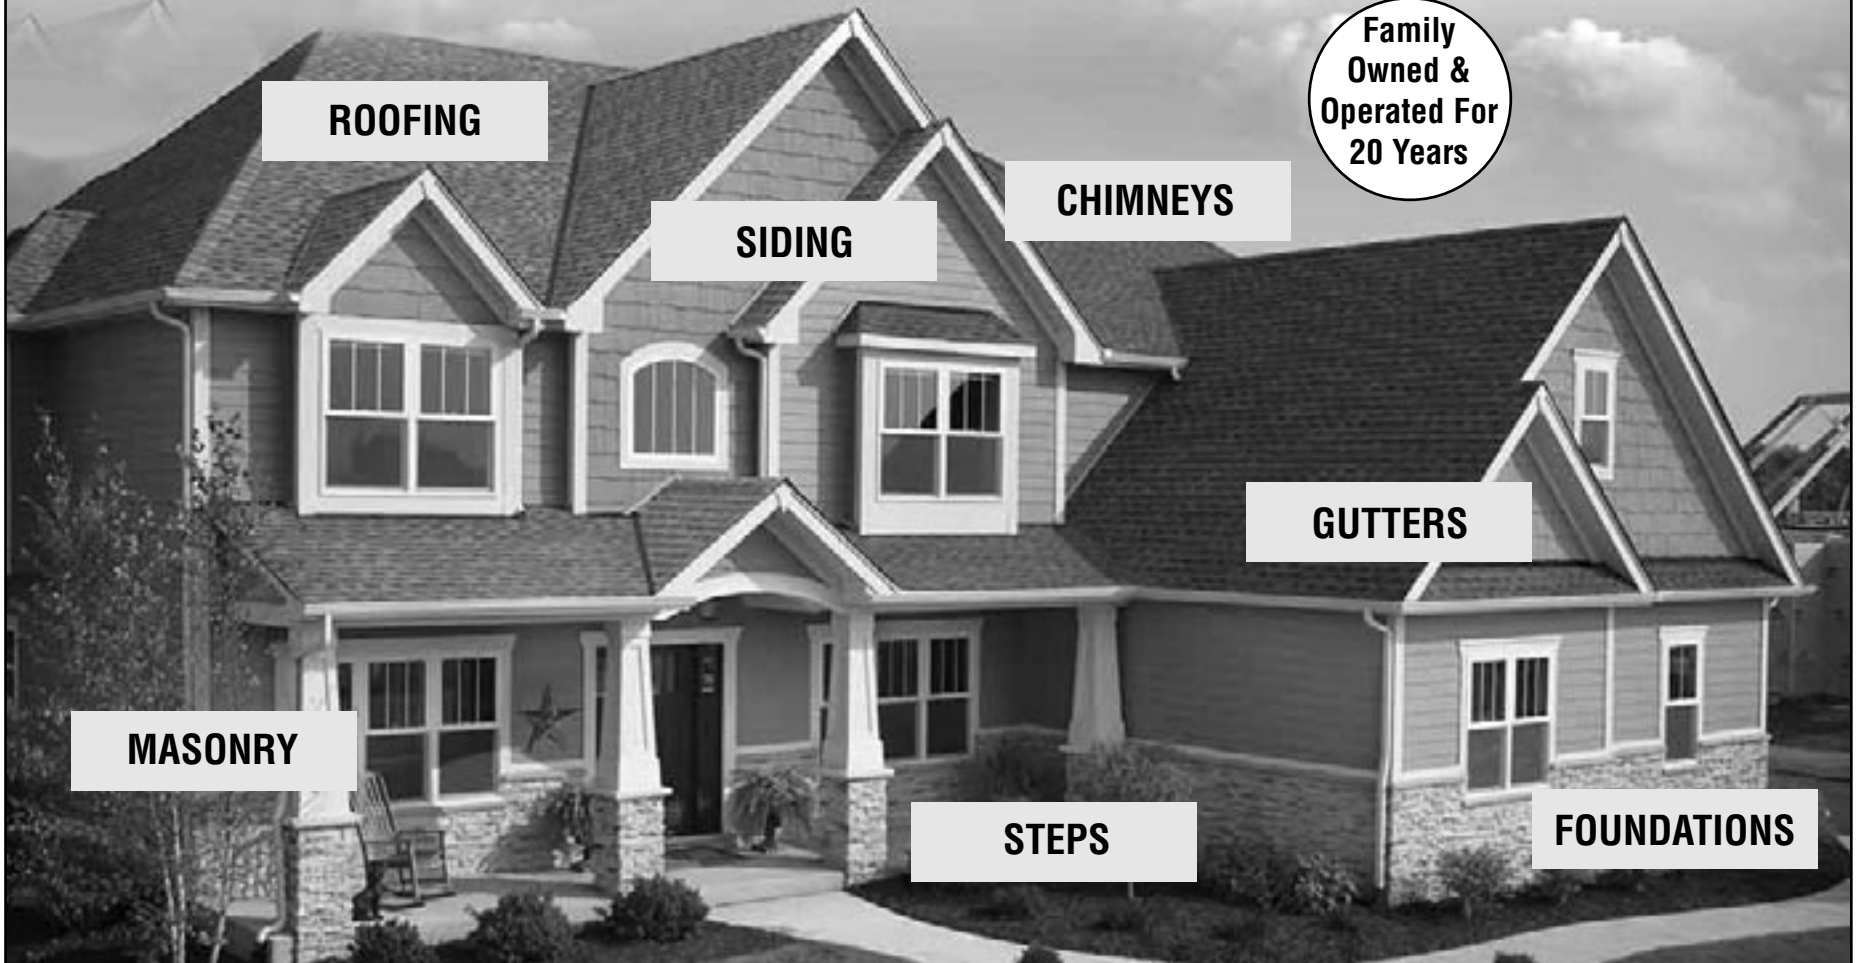 Family
Owned &
Operated For
20 Years
ROOFING
CHIMNEYS
SIDING
GUTTERS
MASONRY
STEPS
FOUNDATIONS